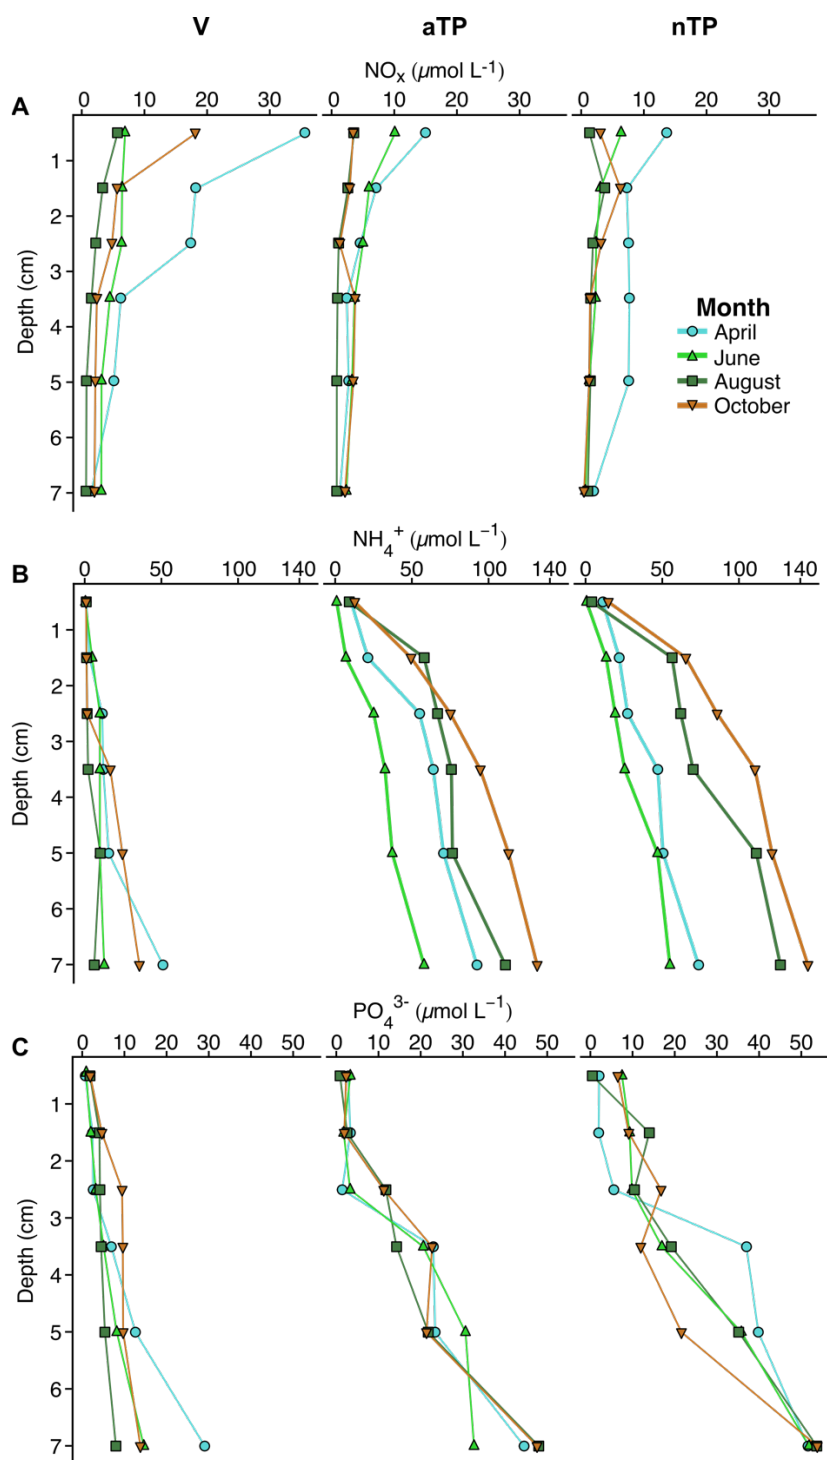 V aTP nTP
NOx (µmol L-1)
A
0 10 20 30 0 10 20 30 0 10 20 30
Depth (cm)
1
2
3
4
5
6
7
Month
April
June
August
October
NH4+ (µmol L−1)
B
0 50 100 140 0 50 100 140 0 50 100 140
Depth (cm)
1
2
3
4
5
6
7
PO43- (µmol L−1)
C
0 10 20 30 40 50 0 10 20 30 40 50 0 10 20 30 40 50
Depth (cm)
1
2
3
4
5
6
7